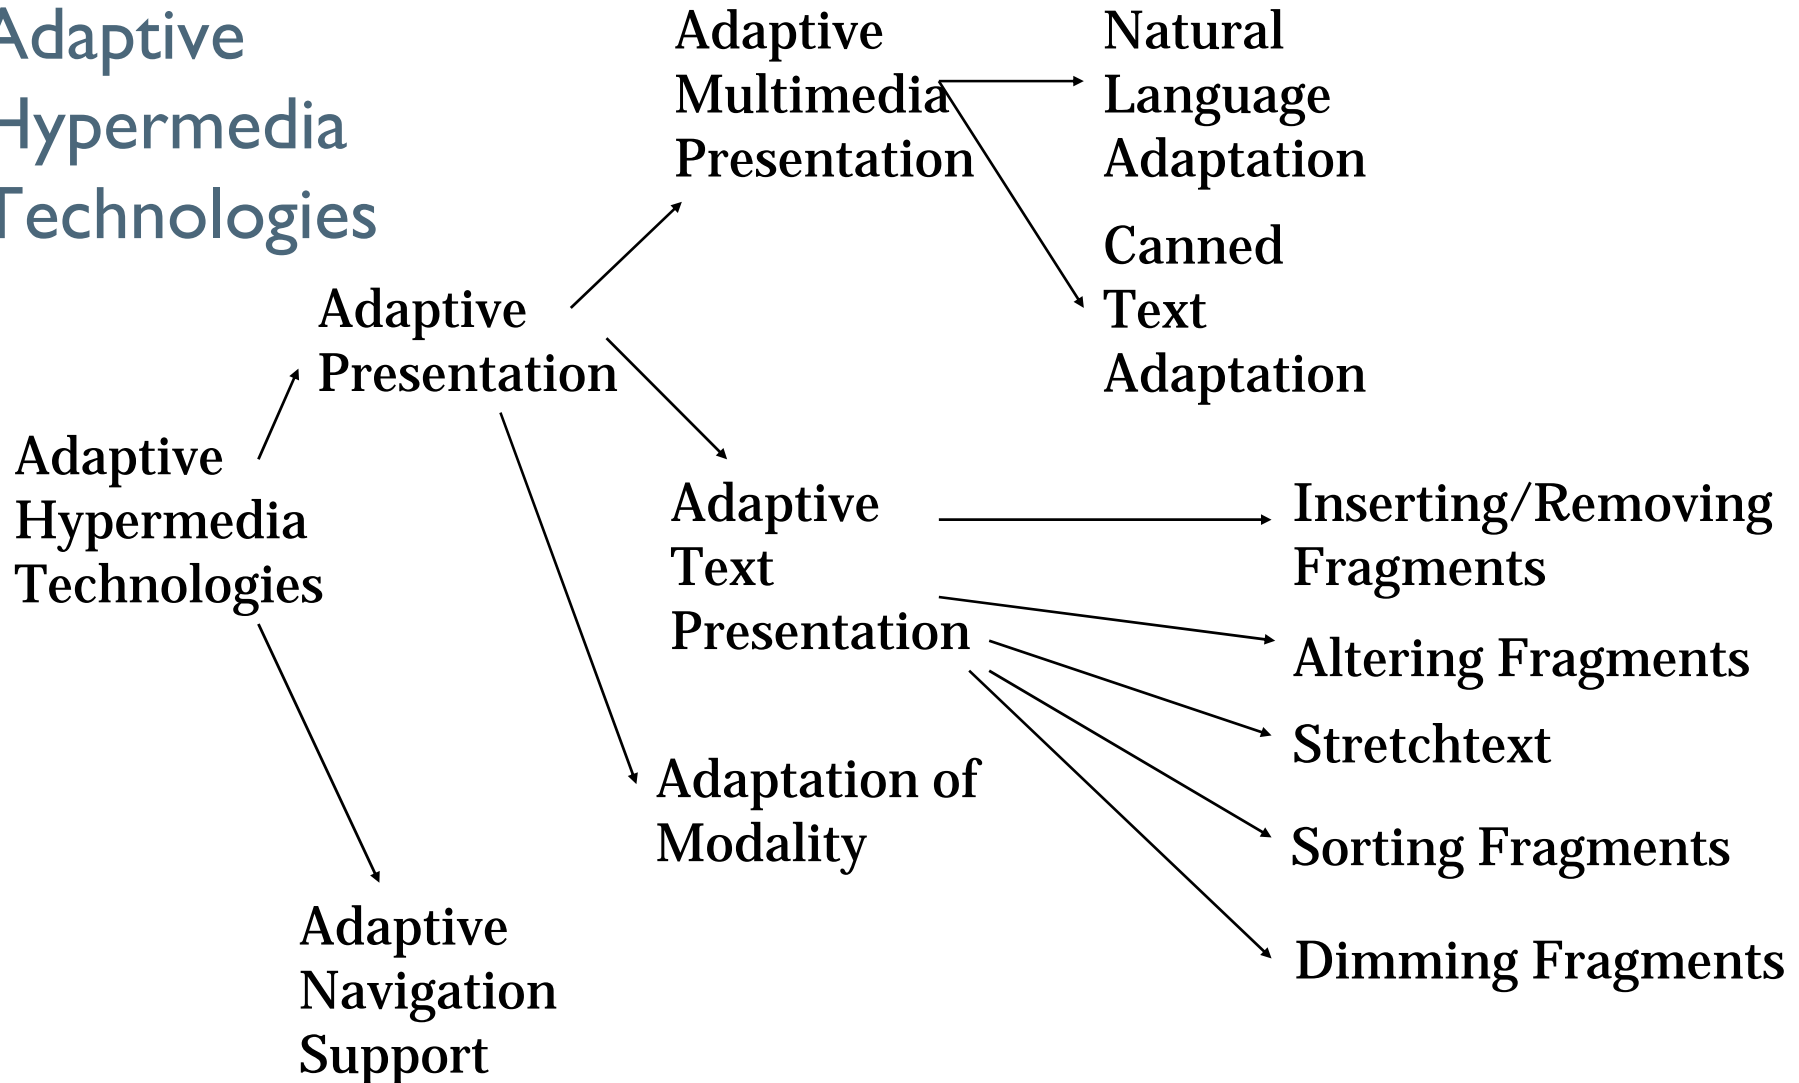 Adaptive
Hypermedia
Technologies
Adaptive
Multimedia
Presentation
Natural
Language
Adaptation
Canned
Text
Adaptation
Adaptive
Presentation
Adaptive
Hypermedia
Technologies
Adaptive
Text
Presentation
Inserting/Removing
Fragments
Altering Fragments
Stretchtext
Sorting Fragments
Dimming Fragments
Adaptation of
Modality
Adaptive
Navigation
Support